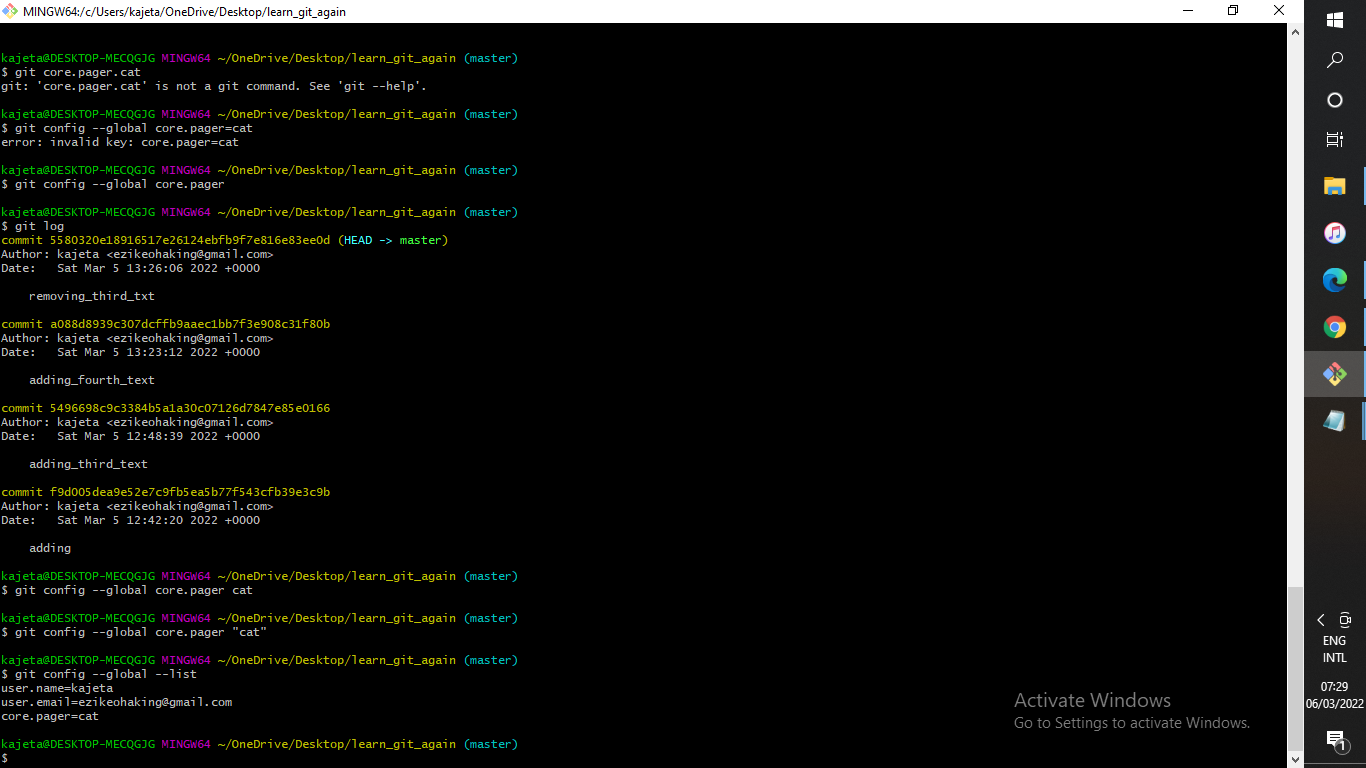 MINGW64:/c/Users/kajeta/OneDrive/Desktop/learn_git_again
kajeta@DESKTOP-MECQGJG MINGW64 ~/OneDrive/Desktop/learn_git_again (master)
$ git core.pager.cat
git: 'core.pager.cat' is not a git command. See 'git --help'.
kajeta@DESKTOP-MECQGJG MINGW64 ~/OneDrive/Desktop/learn_git_again (master)
$ git config --global core.pager=cat
error: invalid key: core.pager=cat
kajeta@DESKTOP-MECQGJG MINGW64 ~/OneDrive/Desktop/learn_git_again (master)
$ git config --global core.pager
kajeta@DESKTOP-MECQGJG MINGW64 ~/OneDrive/Desktop/learn_git_again (master)
$ git log
commit 5580320e18916517e26124ebfb9f7e816e83ee0d (HEAD -> master)
Author: kajeta <ezikeohaking@gmail.com>
Date:   Sat Mar 5 13:26:06 2022 +0000
    removing_third_txt
commit a088d8939c307dcffb9aaec1bb7f3e908c31f80b
Author: kajeta <ezikeohaking@gmail.com>
Date:   Sat Mar 5 13:23:12 2022 +0000
    adding_fourth_text
commit 5496698c9c3384b5a1a30c07126d7847e85e0166
Author: kajeta <ezikeohaking@gmail.com>
Date:   Sat Mar 5 12:48:39 2022 +0000
    adding_third_text
commit f9d005dea9e52e7c9fb5ea5b77f543cfb39e3c9b
Author: kajeta <ezikeohaking@gmail.com>
Date:   Sat Mar 5 12:42:20 2022 +0000
    adding
kajeta@DESKTOP-MECQGJG MINGW64 ~/OneDrive/Desktop/learn_git_again (master)
$ git config --global core.pager cat
kajeta@DESKTOP-MECQGJG MINGW64 ~/OneDrive/Desktop/learn_git_again (master)
$ git config --global core.pager "cat"
kajeta@DESKTOP-MECQGJG MINGW64 ~/OneDrive/Desktop/learn_git_again (master)
$ git config --global --list
user.name=kajeta
user.email=ezikeohaking@gmail.com
core.pager=cat
kajeta@DESKTOP-MECQGJG MINGW64 ~/OneDrive/Desktop/learn_git_again (master)
$
Activate Windows
Go to Settings to activate Windows.
ENG
INTL
07:29
06/03/2022
1